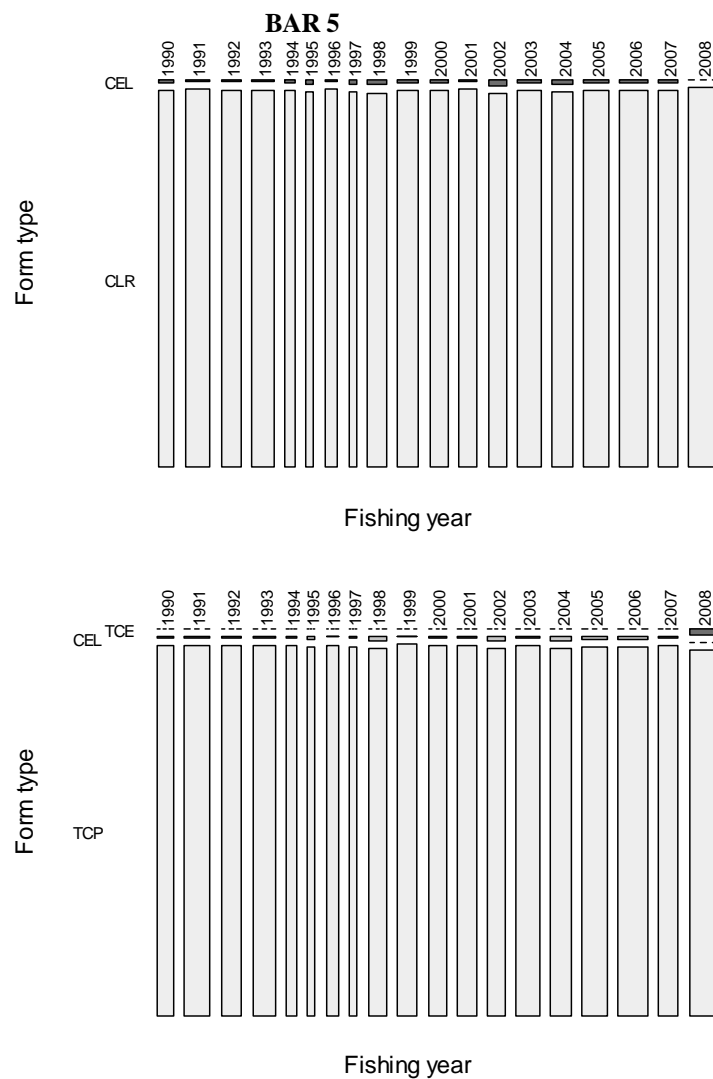 BAR 5
1990 1991 1992 1993 1994 1995 1996 1997 1998 1999 2000 2001 2002 2003 2004 2005 2006 2007 2008
CEL
CLR
Form type
Fishing year
1990 1991 1992 1993 1994 1995 1996 1997 1998 1999 2000 2001 2002 2003 2004 2005 2006 2007 2008
CEL TCE
TCP
Form type
Fishing year